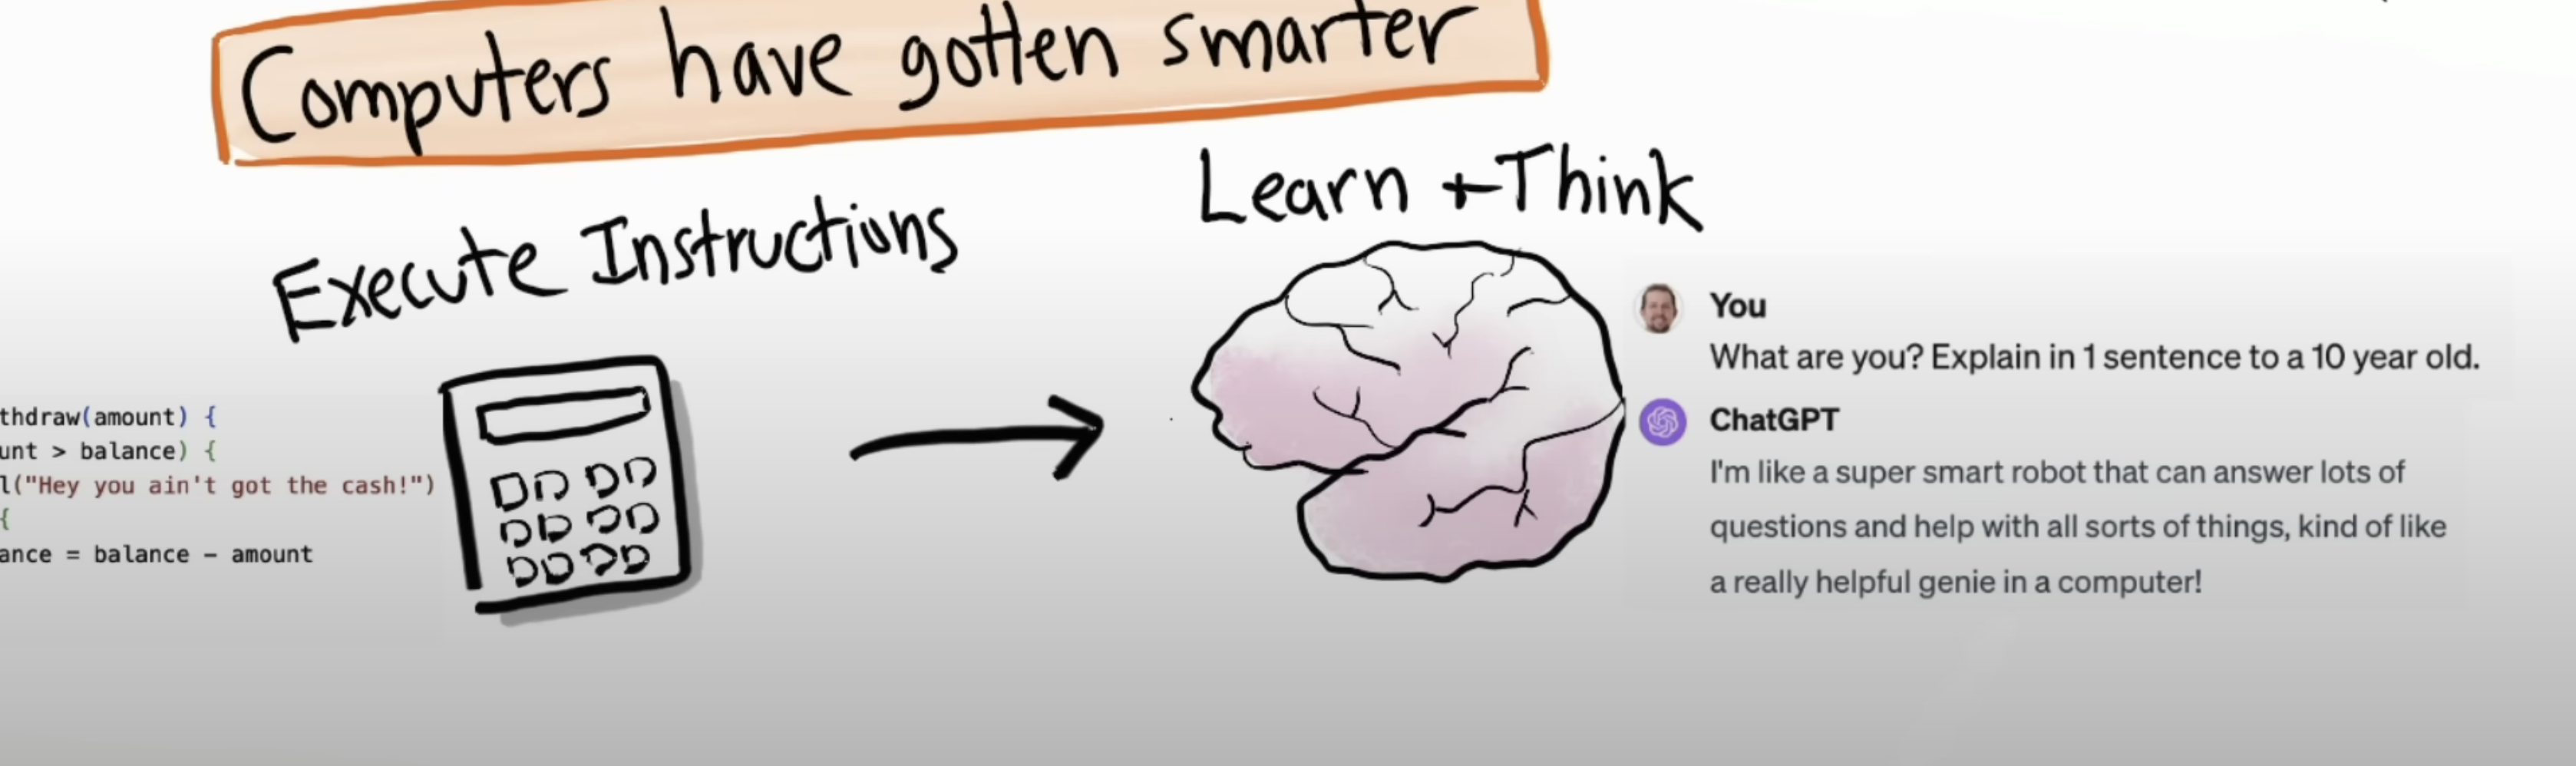 Computers have gotten smarter
Execute Instructions
Learn + Think
thdraw(amount) {
unt > balance) {
l("Hey you ain't got the cash!")
{
ance = balance - amount
You
What are you? Explain in 1 sentence to a 10 year old.
ChatGPT
I'm like a super smart robot that can answer lots of
questions and help with all sorts of things, kind of like
a really helpful genie in a computer!